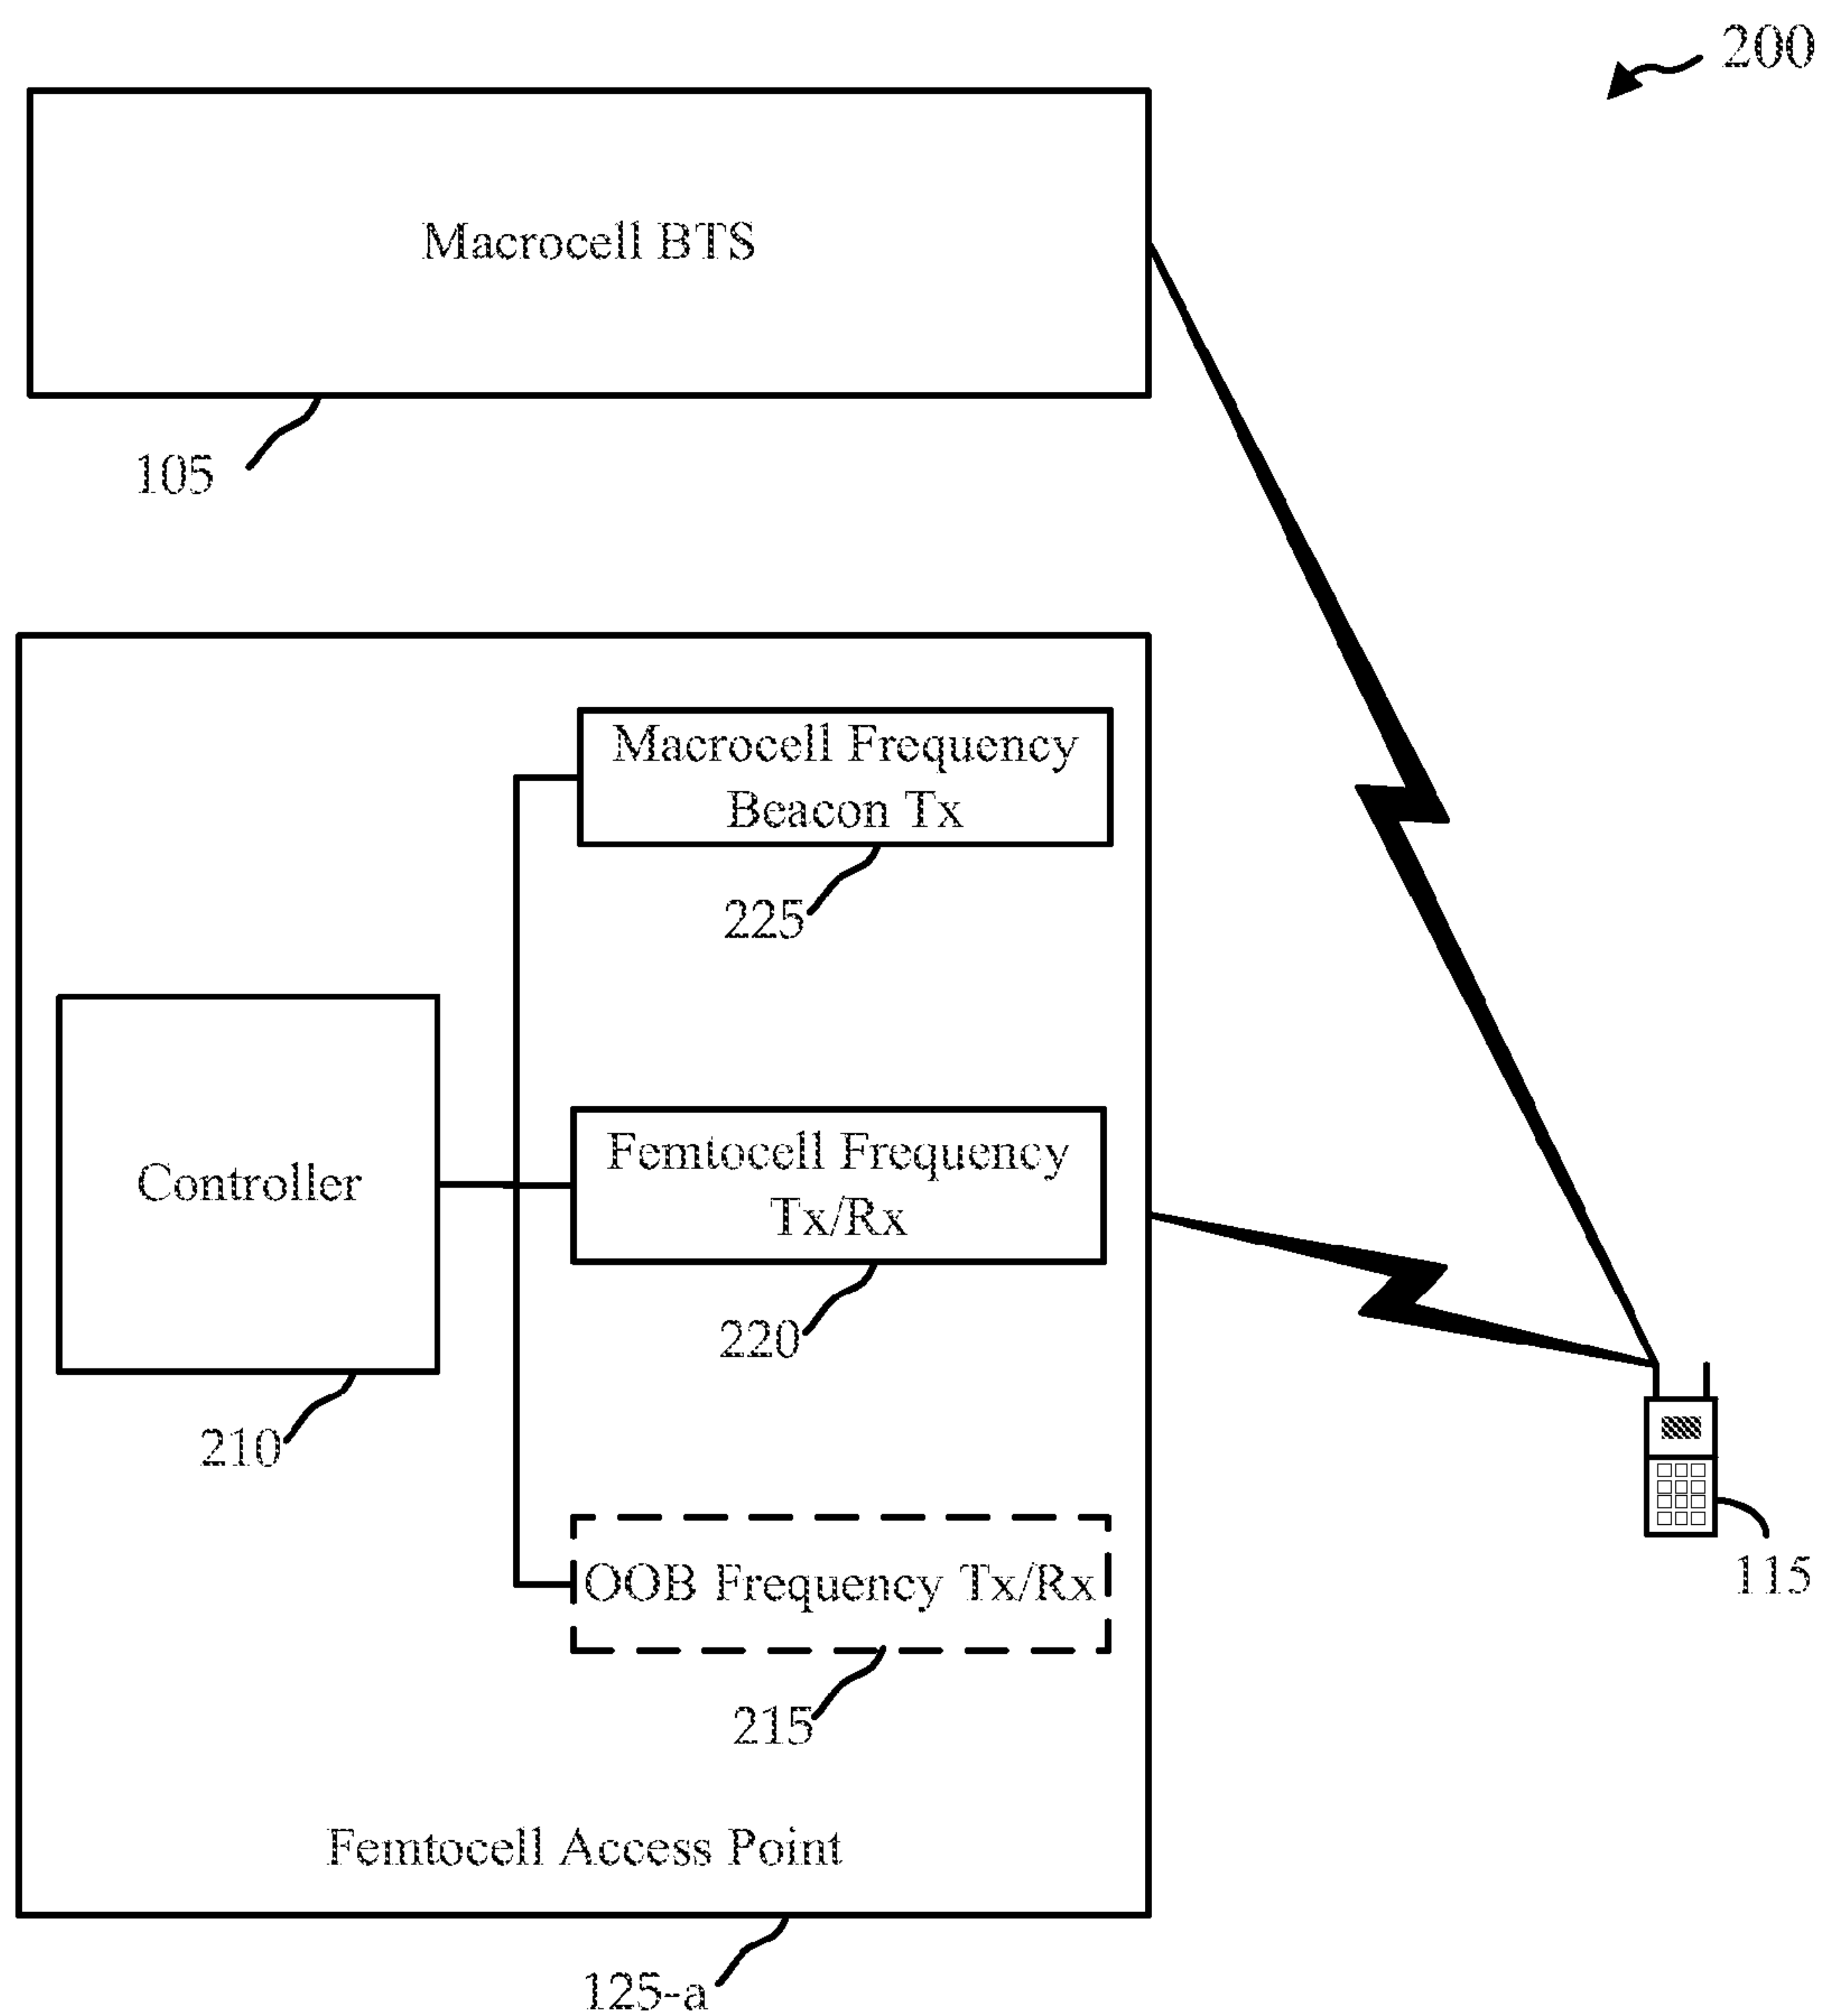 200
Macrocell BTS
105
Macrocell Frequency
Beacon Tx
225
Controller
210
Femtocell Frequency
Tx/Rx
220
OOB Frequency Tx/Rx
215
115
Femtocell Access Point
125-a